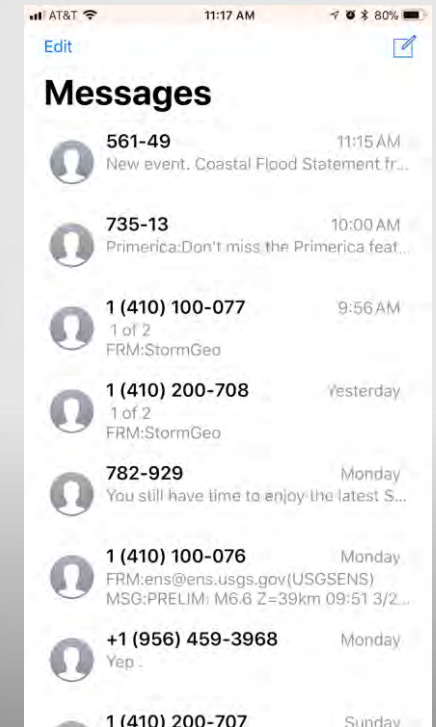 AT&T 11:17 AM 80%
Edit
Messages
561-49 11:15 AM
New event. Coastal Flood Statement fr...
735-13 10:00 AM
Primerica:Don't miss the Primerica feat...
1 (410) 100-077 9:56 AM
1 of 2
FRM:StormGeo
1 (410) 200-708 Yesterday
1 of 2
FRM:StormGeo
782-929 Monday
You still have time to enjoy the latest S...
1 (410) 100-076 Monday
FRM:ens@ens.usgs.gov(USGSENS)
MSG:PRELIM: M6.6 Z=39km 09:51 3/2...
+1 (956) 459-3968 Monday
Yep .
1 (410) 200-707 Sunday